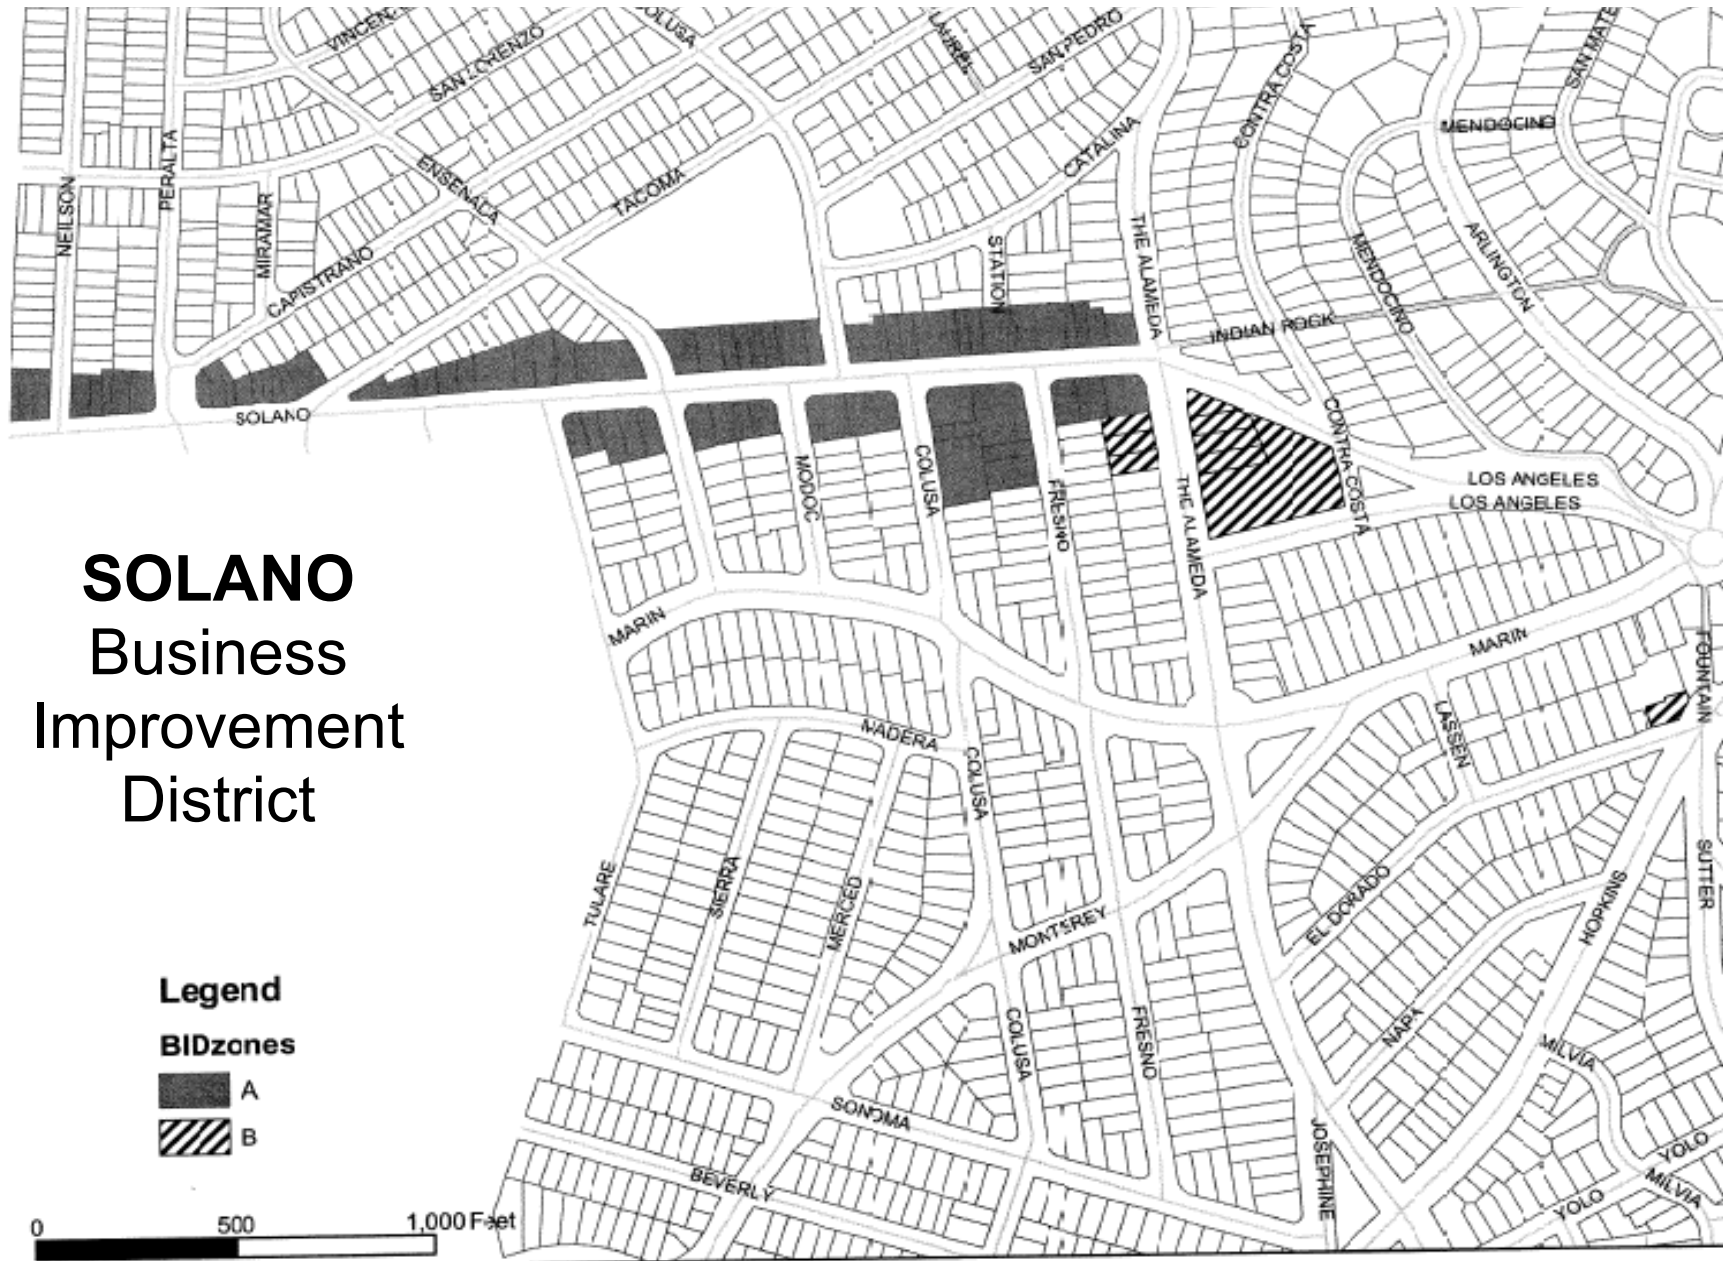 COLUSA
LAUREL
SAN PEDRO
SAN LORENZO
CONTRA COSTA
MENDOCINO
PERALTA
CATALINA
ENSENADA
TACOMA
NEILSON
MIRAMAR
CAPISTRANO
STATION
THE ALAMEDA
MENDOCINO
ARLINGTON
INDIAN ROCK
SOLANO
CONTRA COSTA
MODOC
COLUSA
FRESNO
THE ALAMEDA
LOS ANGELES
LOS ANGELES
SOLANO
Business
Improvement
District
MARIN
MARIN
FOUNTAIN
MADERA
COLUSA
LASSEN
TULARE
SIERRA
MERCED
MONTEREY
EL DORADO
HOPKINS
SUTTER
Legend
BIDzones
A
B
COLUSA
FRESNO
NAPA
MILVIA
SONOMA
BEVERLY
JOSEPHINE
YOLO
YOLO
MILVIA
0 500 1,000 Feet